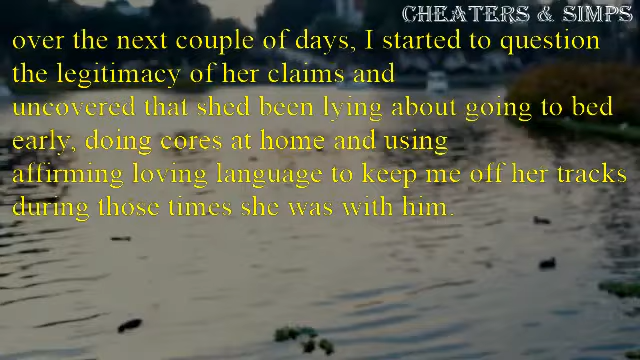 CHEATERS & SIMPS
over the next couple of days, I started to question
the legitimacy of her claims and
uncovered that shed been lying about going to bed
early, doing cores at home and using
affirming loving language to keep me off her tracks
during those times she was with him.